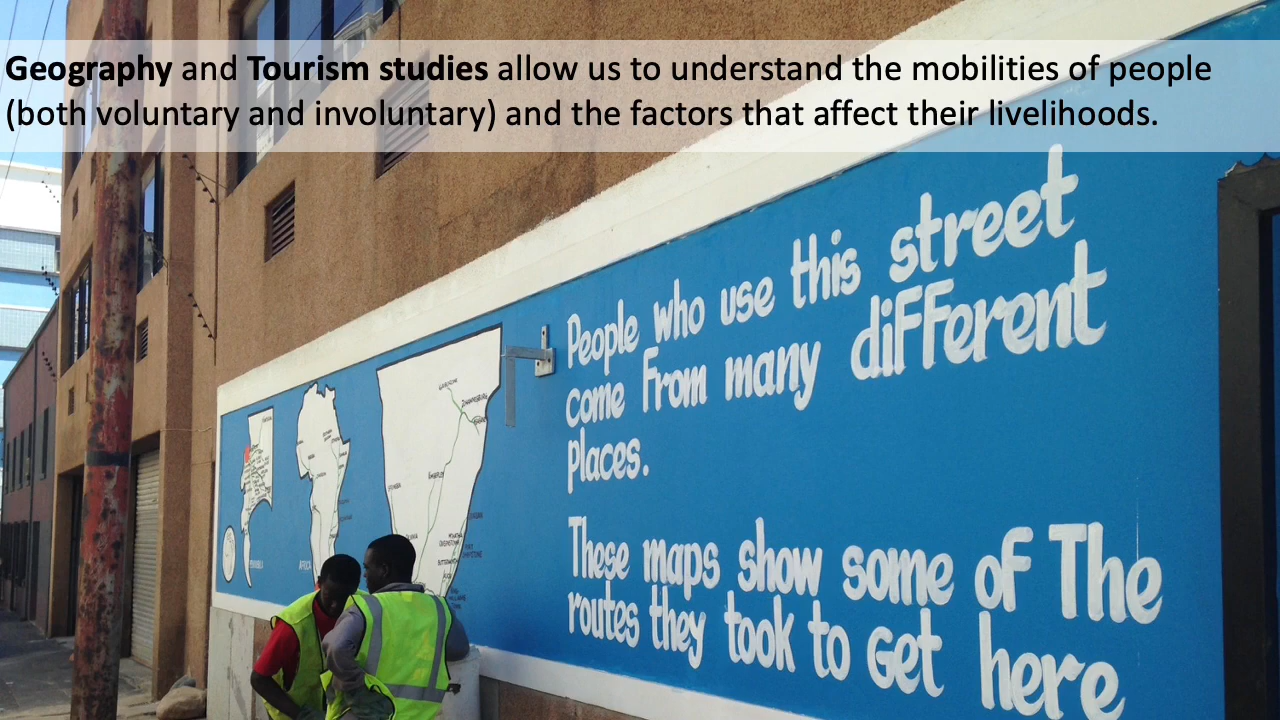 Geography and Tourism studies allow us to understand the mobilities of people
(both voluntary and involuntary) and the factors that affect their livelihoods.
People who use this street
come From many diFFerent
places.
These maps show some of The
routes they took to Get here
AFRICA